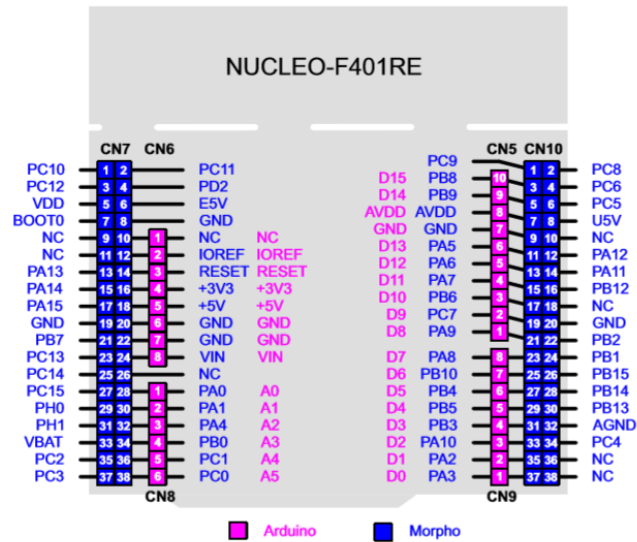 NUCLEO-F401RE
CN7 CN6 CN5 CN10
PC9
PC10 1 2 PC11 D15 PB8 10 1 2 PC8
PC12 3 4 PD2 D14 PB9 9 3 4 PC6
VDD 5 6 E5V AVDD AVDD 8 5 6 PC5
BOOT0 7 8 GND GND GND 7 7 8 U5V
NC 9 10 1 NC NC D13 PA5 6 9 10 NC
NC 11 12 2 IOREF IOREF D12 PA6 5 11 12 PA12
PA13 13 14 3 RESET RESET D11 PA7 4 13 14 PA11
PA14 15 16 4 +3V3 +3V3 D10 PB6 3 15 16 PB12
PA15 17 18 5 +5V +5V D9 PC7 2 17 18 NC
GND 19 20 6 GND GND D8 PA9 1 19 20 GND
PB7 21 22 7 GND GND 21 22 PB2
PC13 23 24 8 VIN VIN D7 PA8 8 23 24 PB1
PC14 25 26 NC D6 PB10 7 25 26 PB15
PC15 27 28 1 PA0 A0 D5 PB4 6 27 28 PB14
PH0 29 30 2 PA1 A1 D4 PB5 5 29 30 PB13
PH1 31 32 3 PA4 A2 D3 PB3 4 31 32 AGND
VBAT 33 34 4 PB0 A3 D2 PA10 3 33 34 PC4
PC2 35 36 5 PC1 A4 D1 PA2 2 35 36 NC
PC3 37 38 6 PC0 A5 D0 PA3 1 37 38 NC
CN8 CN9
Arduino Morpho